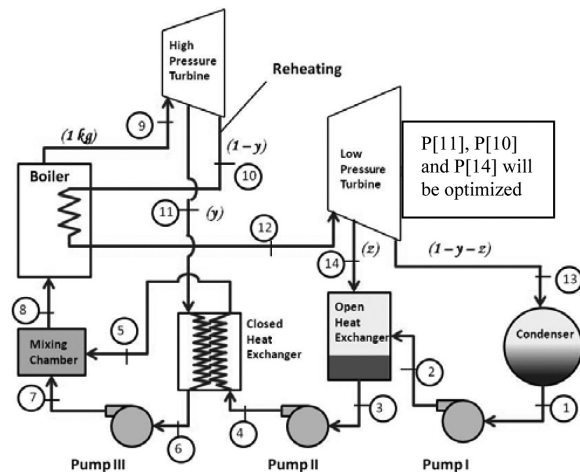 High
Pressure
Turbine
Reheating
(1 kg)
9
(1-y)
10
Boiler
11
(y)
12
Low
Pressure
Turbine
P[11], P[10]
and P[14] will
be optimized
14
(z)
(1-y-z)
13
8
5
Closed
Heat
Exchanger
Open
Heat
Exchanger
Condenser
Mixing
Chamber
2
7
6
4
3
1
Pump III
Pump II
Pump I